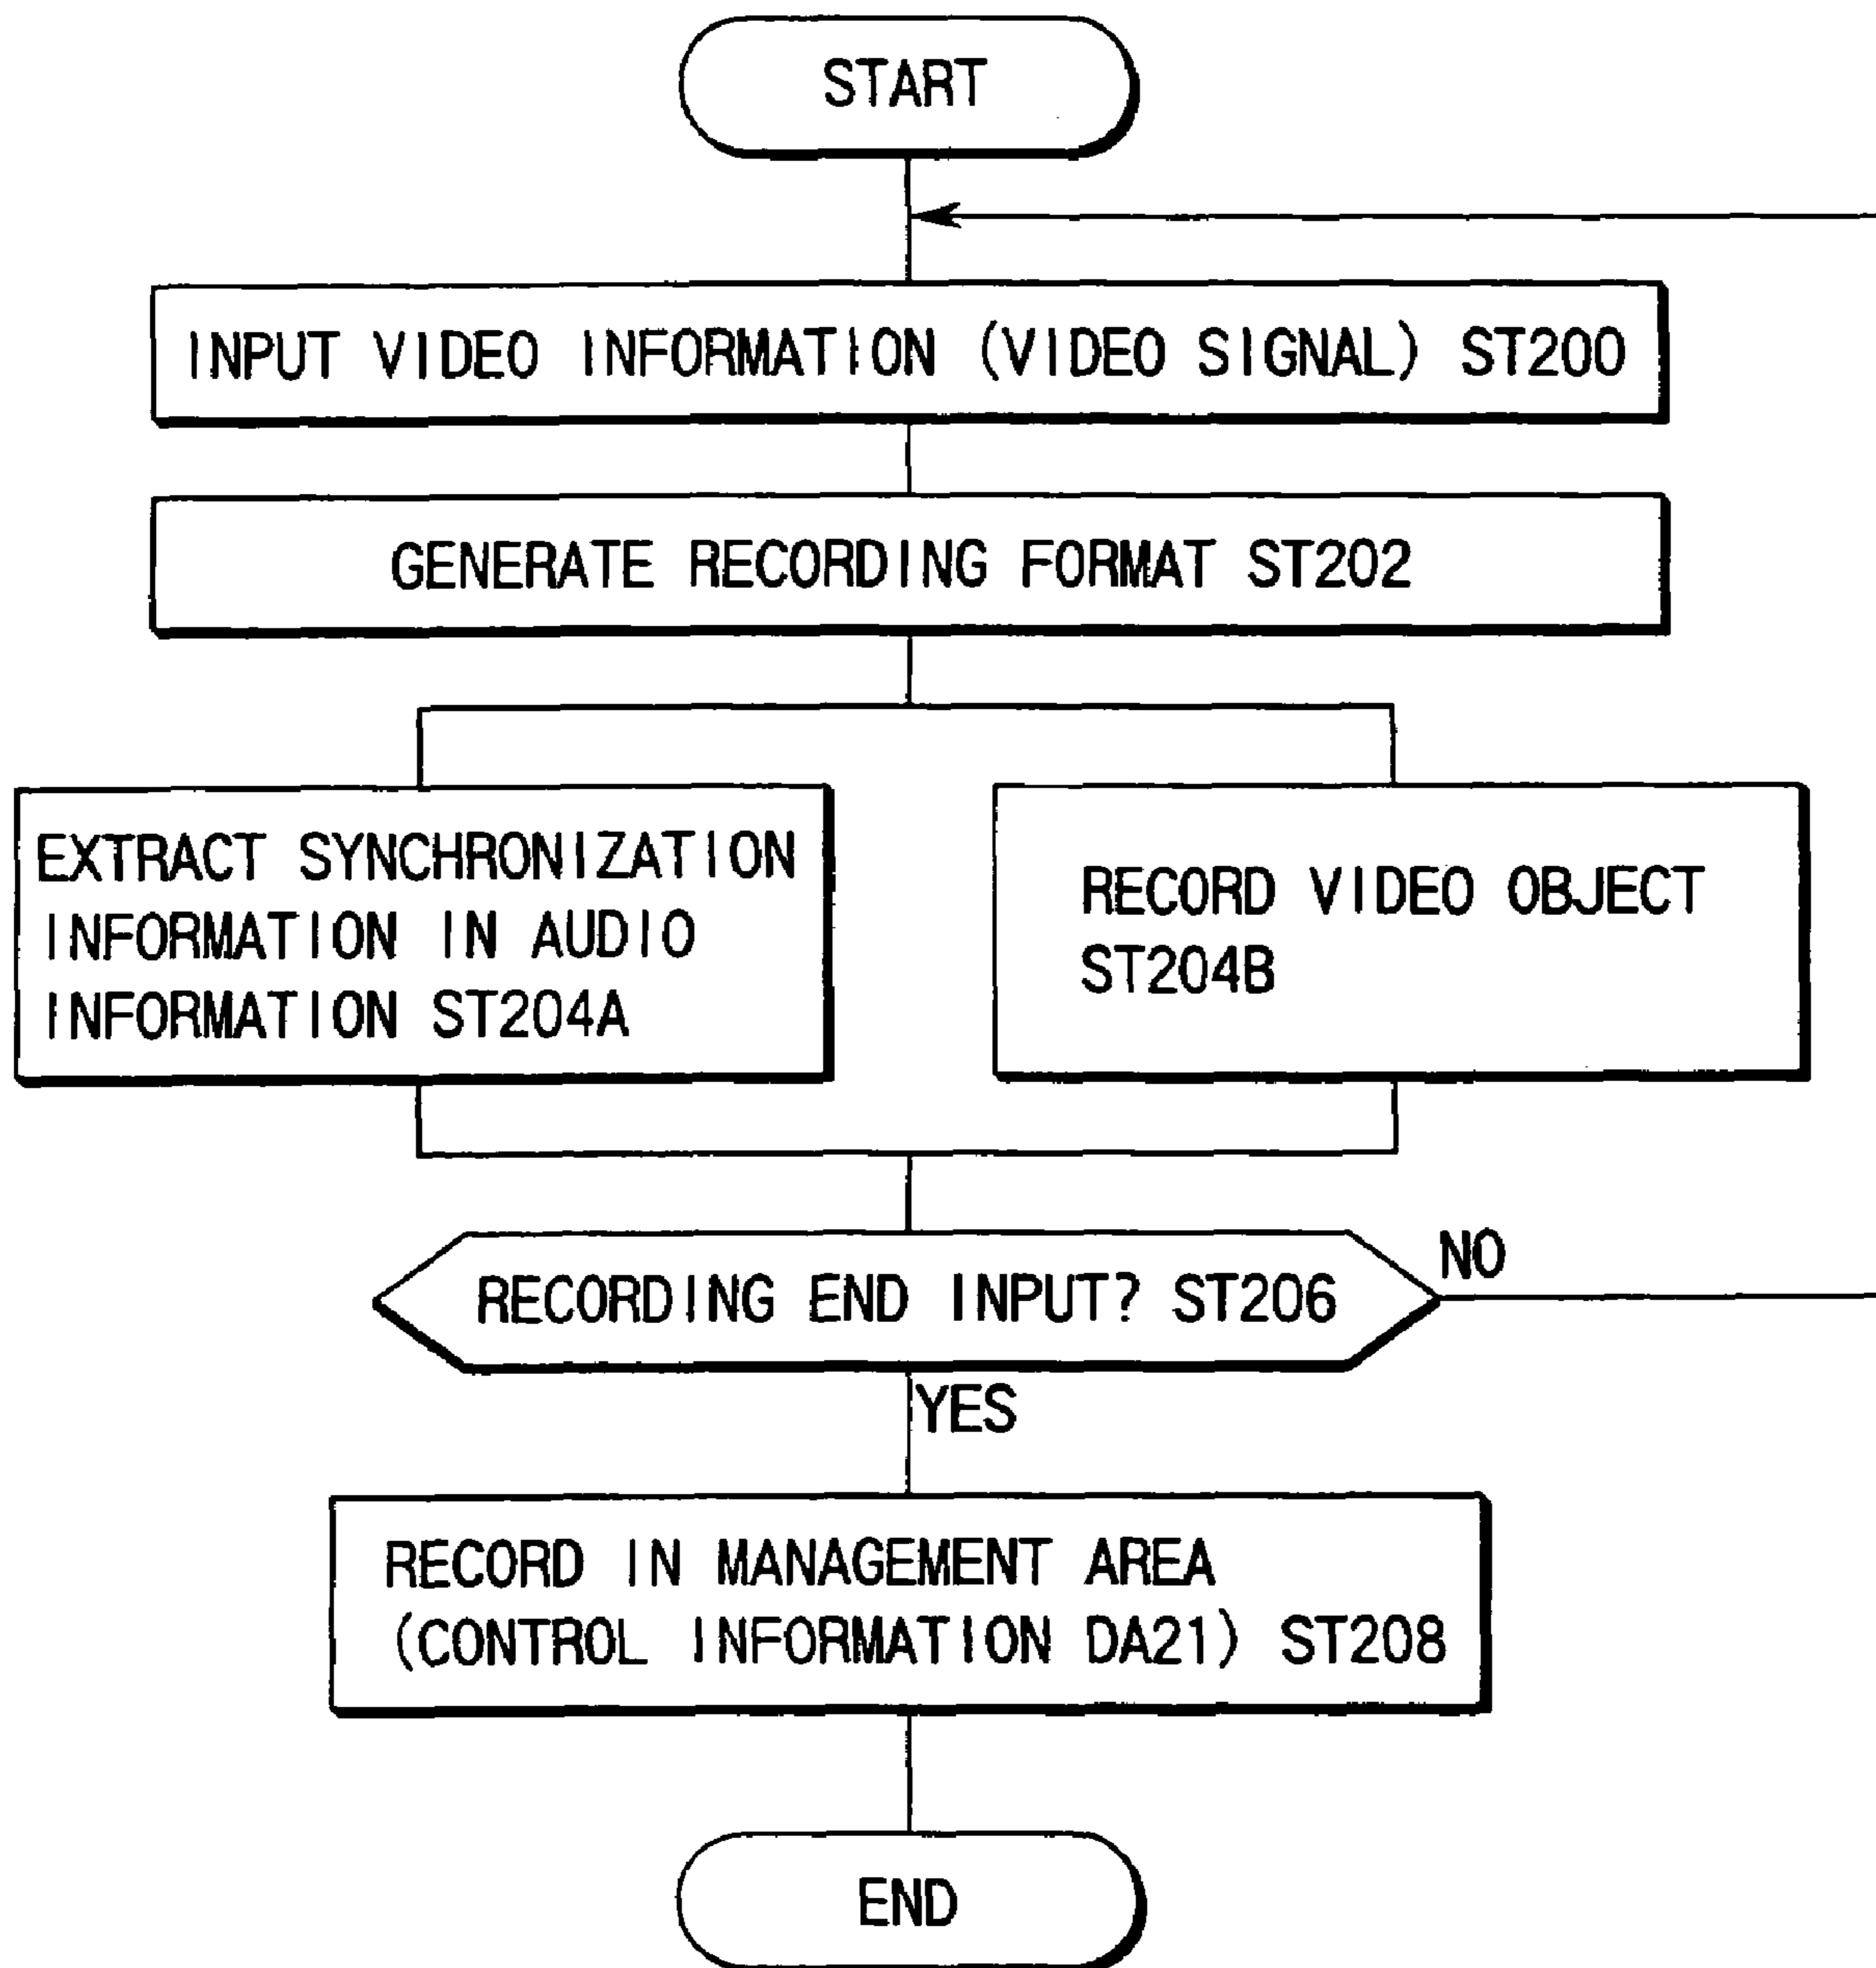 START
INPUT VIDEO INFORMATION (VIDEO SIGNAL) ST200
GENERATE RECORDING FORMAT ST202
EXTRACT SYNCHRONIZATION
INFORMATION IN AUDIO
INFORMATION ST204A
RECORD VIDEO OBJECT
ST204B
RECORDING END INPUT? ST206
NO
YES
RECORD IN MANAGEMENT AREA
(CONTROL INFORMATION DA21) ST208
END